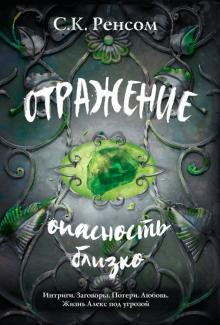 С.К. Ренсом
ОТРАЖЕНИЕ
опасность
близко
Интриги. Заговоры. Потери. Любовь.
Жизнь Алекс под угрозой